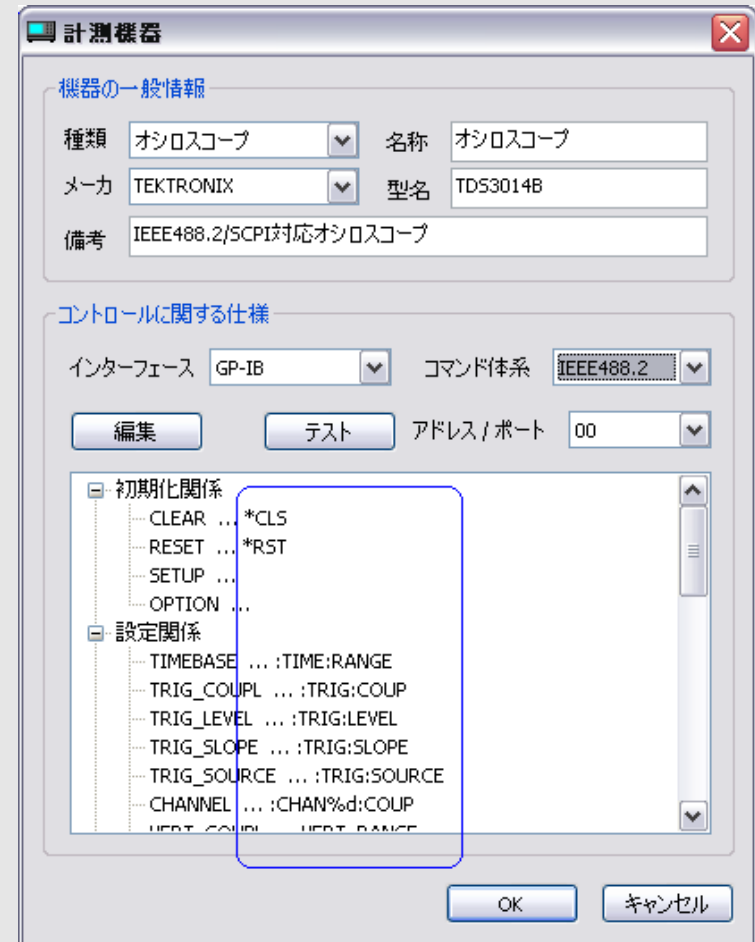 計測機器
機器の一般情報
種類 オシロスコープ 名称 オシロスコープ
メーカ TEKTRONIX 型名 TDS3014B
備考 IEEE488.2/SCPI対応オシロスコープ
コントロールに関する仕様
インターフェース GP-IB コマンド体系 IEEE488.2
編集 テスト アドレス / ポート 00
初期化関係
CLEAR ... *CLS
RESET ... *RST
SETUP ...
OPTION ...
設定関係
TIMEBASE ... :TIME:RANGE
TRIG_COUPL ... :TRIG:COUP
TRIG_LEVEL ... :TRIG:LEVEL
TRIG_SLOPE ... :TRIG:SLOPE
TRIG_SOURCE ... :TRIG:SOURCE
CHANNEL ... :CHAN%d:COUP
OK キャンセル